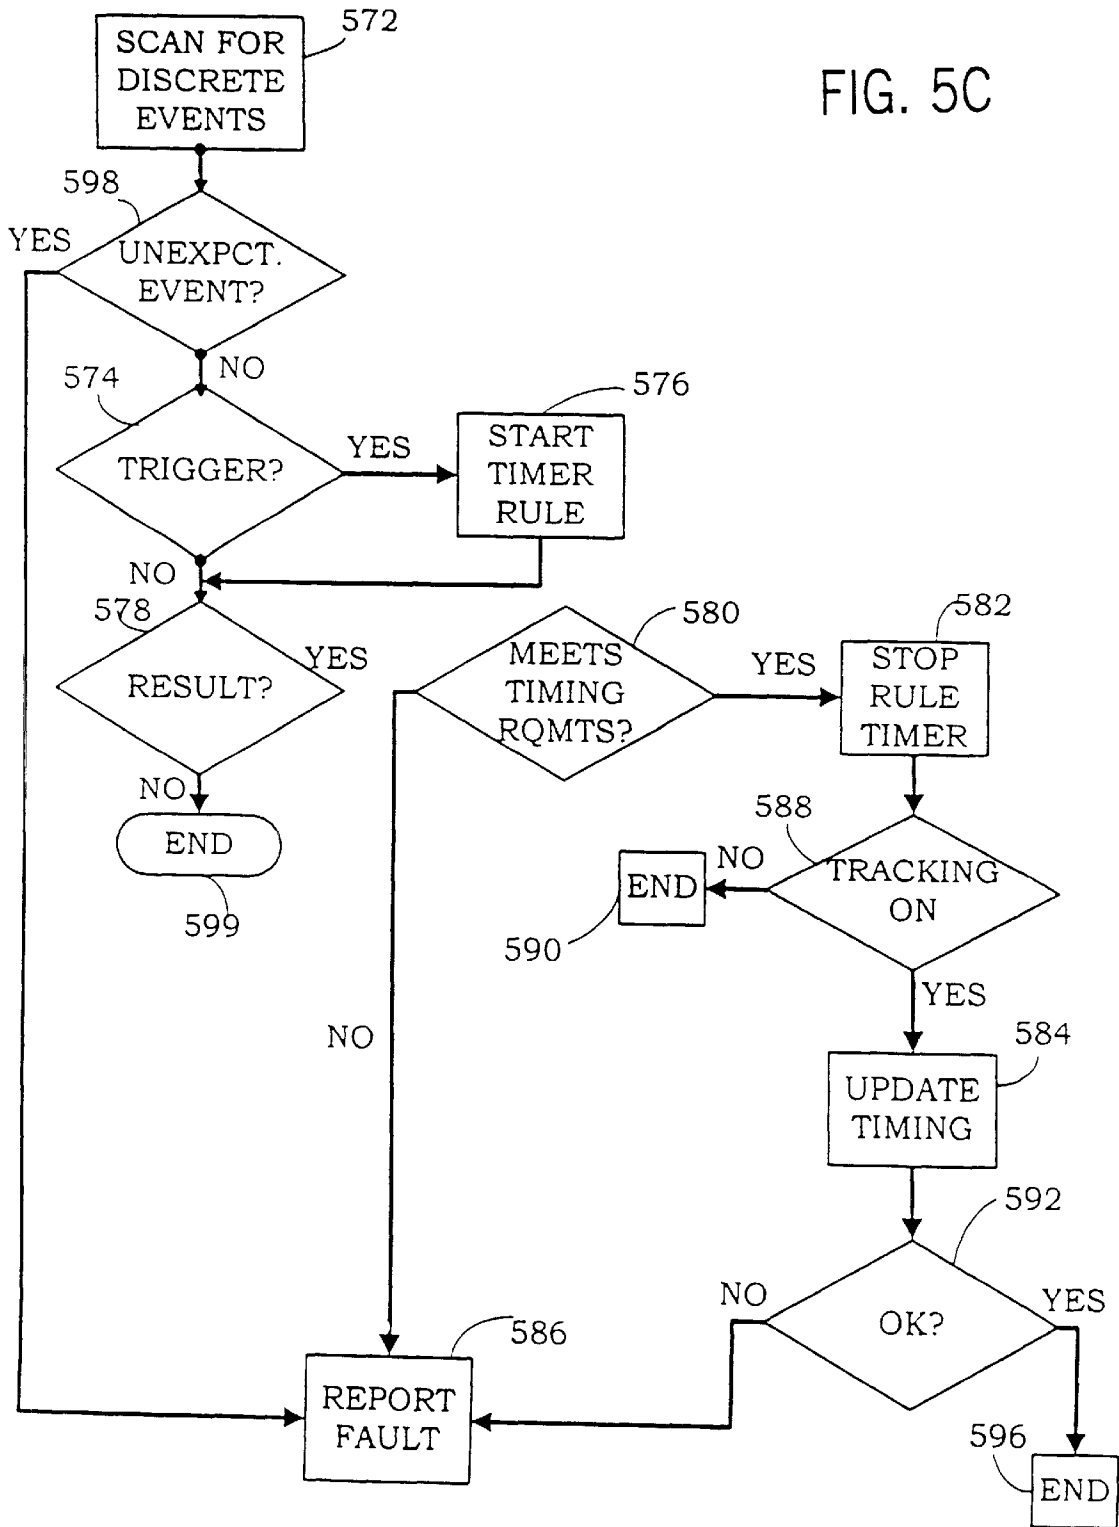 572
SCAN FOR
DISCRETE
EVENTS
FIG. 5C
598
YES
UNEXPCT.
EVENT?
NO
574
576
TRIGGER?
YES
START
TIMER
RULE
NO
578
RESULT?
YES
580
MEETS
TIMING
RQMTS?
YES
582
STOP
RULE
TIMER
NO
END
599
588
TRACKING
ON
NO
END
590
YES
NO
584
UPDATE
TIMING
592
OK?
NO
YES
586
REPORT
FAULT
596
END